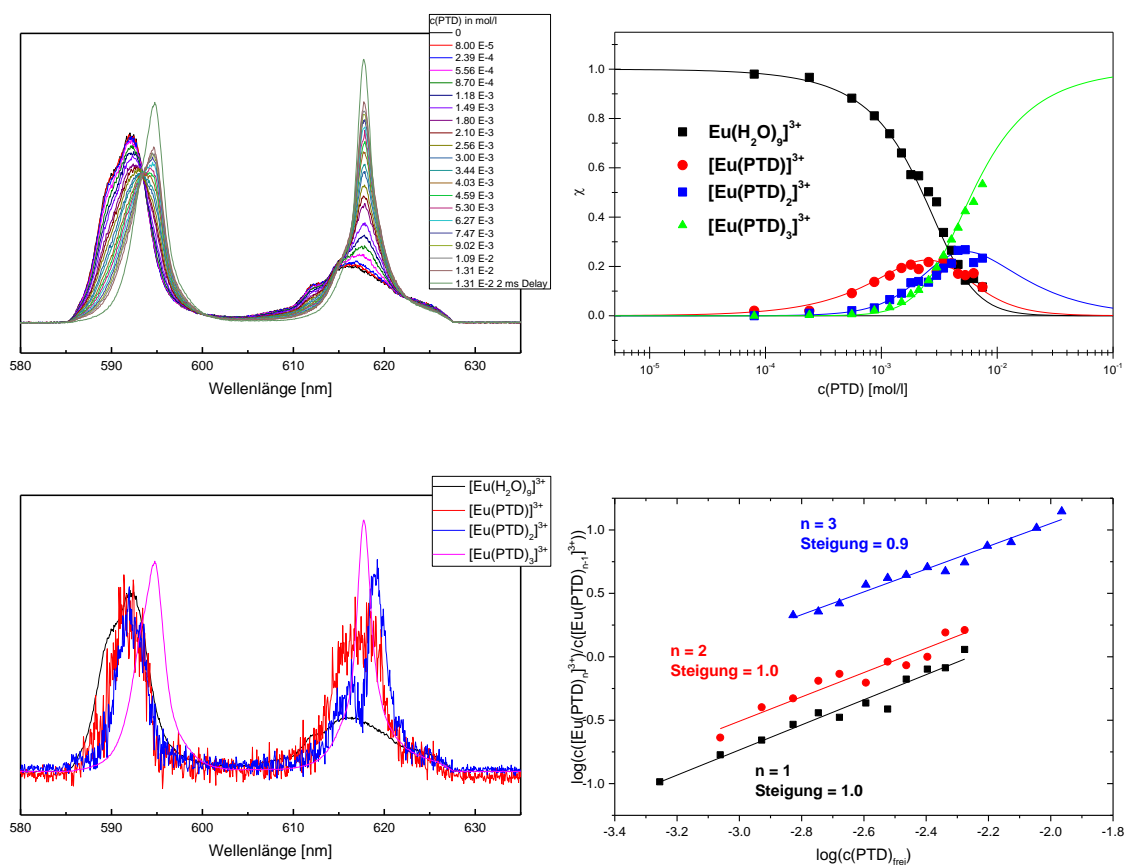 c(PTD) in mol/l
0
8.00 E-5
2.39 E-4
5.56 E-4
8.70 E-4
1.18 E-3
1.49 E-3
1.80 E-3
2.10 E-3
2.56 E-3
3.00 E-3
3.44 E-3
4.03 E-3
4.59 E-3
5.30 E-3
6.27 E-3
7.47 E-3
9.02 E-3
1.09 E-2
1.31 E-2
1.31 E-2 2 ms Delay
580 590 600 610 620 630
Wellenlänge [nm]
1.0
0.8
0.6
0.4
0.2
0.0
χ
Eu(H₂O)₉]³⁺
[Eu(PTD)]³⁺
[Eu(PTD)₂]³⁺
[Eu(PTD)₃]³⁺
10⁻⁵ 10⁻⁴ 10⁻³ 10⁻² 10⁻¹
c(PTD) [mol/l]
[Eu(H₂O)₉]³⁺
[Eu(PTD)]³⁺
[Eu(PTD)₂]³⁺
[Eu(PTD)₃]³⁺
580 590 600 610 620 630
Wellenlänge [nm]
log(c([Eu(PTD)ₙ]³⁺)/c([Eu(PTD)ₙ₋₁]³⁺))
1.0
0.5
0.0
-0.5
-1.0
n = 3
Steigung = 0.9
n = 2
Steigung = 1.0
n = 1
Steigung = 1.0
-3.4 -3.2 -3.0 -2.8 -2.6 -2.4 -2.2 -2.0 -1.8
log(c(PTD)frei)